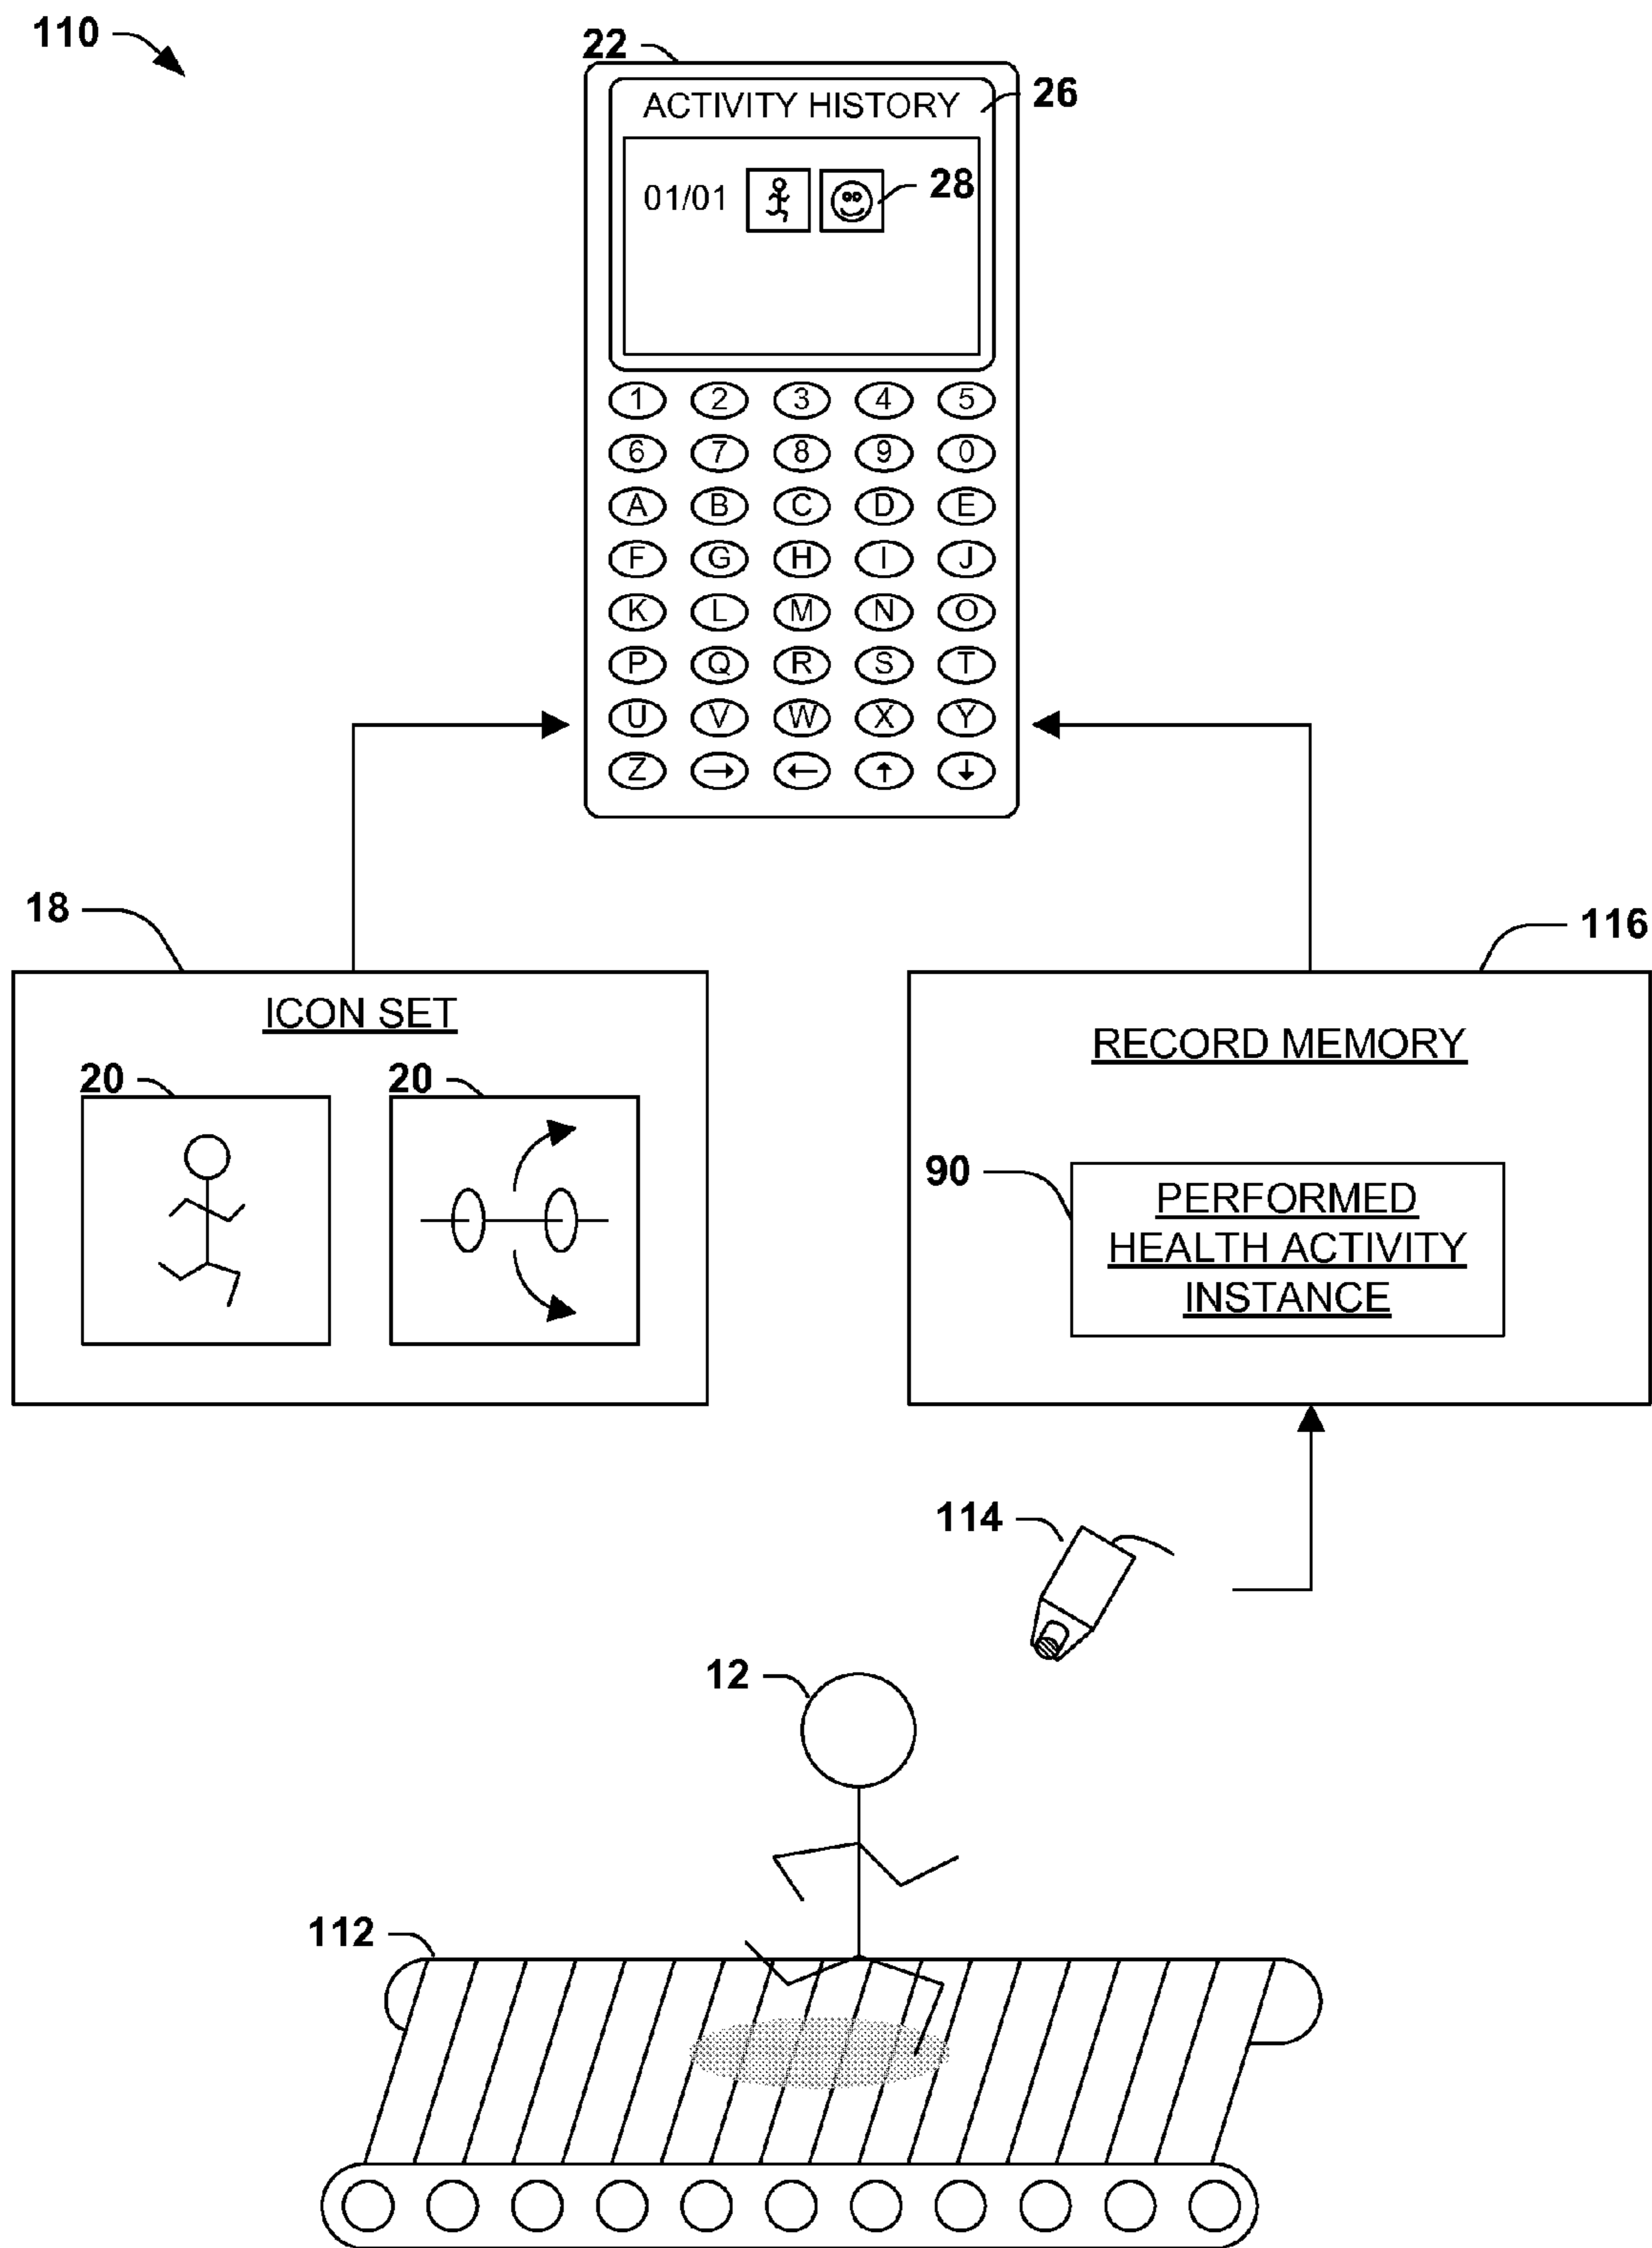 110
22
ACTIVITY HISTORY
26
01/01
28
1 2 3 4 5
6 7 8 9 0
A B C D E
F G H I J
K L M N O
P Q R S T
U V W X Y
Z → ← ↑ ↓
18
ICON SET
20 20
116
RECORD MEMORY
90
PERFORMED
HEALTH ACTIVITY
INSTANCE
114
12
112